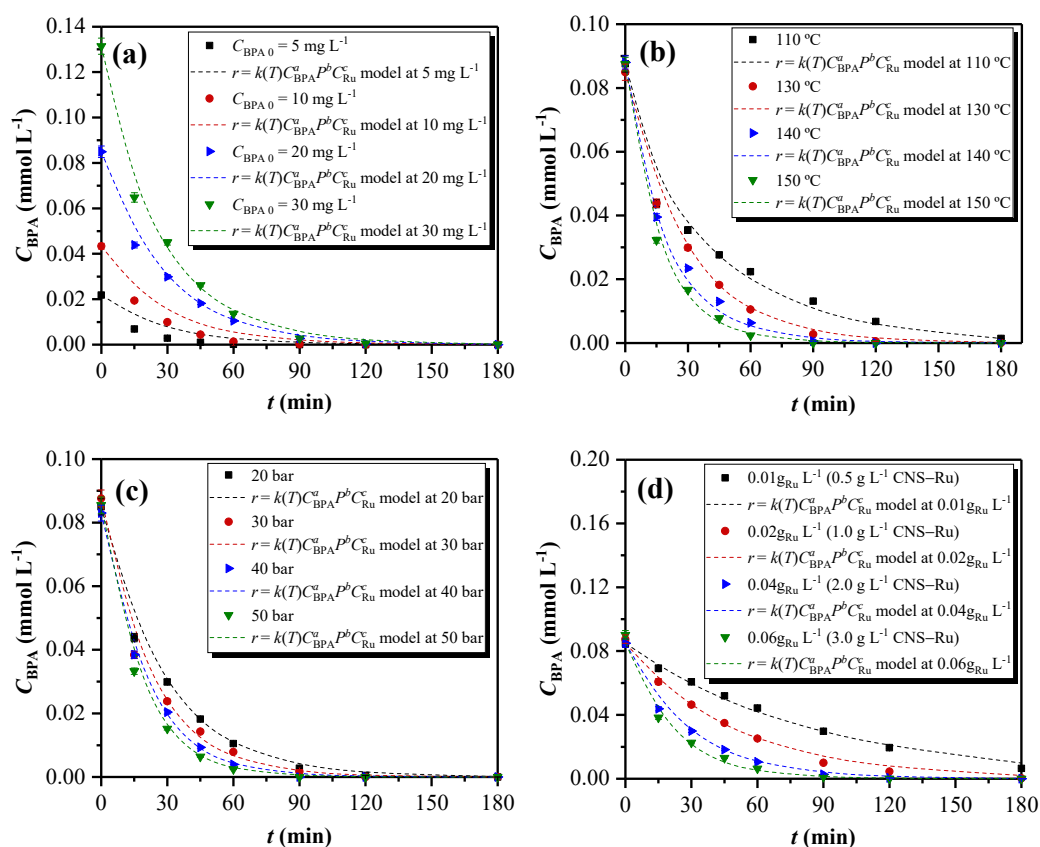 (a)
C_BPA 0 = 5 mg L⁻¹
r = k(T)C^a_BPA P^b C^c_Ru model at 5 mg L⁻¹
C_BPA 0 = 10 mg L⁻¹
r = k(T)C^a_BPA P^b C^c_Ru model at 10 mg L⁻¹
C_BPA 0 = 20 mg L⁻¹
r = k(T)C^a_BPA P^b C^c_Ru model at 20 mg L⁻¹
C_BPA 0 = 30 mg L⁻¹
r = k(T)C^a_BPA P^b C^c_Ru model at 30 mg L⁻¹
0.14
0.12
0.10
0.08
0.06
0.04
0.02
0.00
C_BPA (mmol L⁻¹)
0 30 60 90 120 150 180
t (min)
(b)
110 ºC
r = k(T)C^a_BPA P^b C^c_Ru model at 110 ºC
130 ºC
r = k(T)C^a_BPA P^b C^c_Ru model at 130 ºC
140 ºC
r = k(T)C^a_BPA P^b C^c_Ru model at 140 ºC
150 ºC
r = k(T)C^a_BPA P^b C^c_Ru model at 150 ºC
0.10
0.08
0.06
0.04
0.02
0.00
C_BPA (mmol L⁻¹)
0 30 60 90 120 150 180
t (min)
(c)
20 bar
r = k(T)C^a_BPA P^b C^c_Ru model at 20 bar
30 bar
r = k(T)C^a_BPA P^b C^c_Ru model at 30 bar
40 bar
r = k(T)C^a_BPA P^b C^c_Ru model at 40 bar
50 bar
r = k(T)C^a_BPA P^b C^c_Ru model at 50 bar
0.10
0.08
0.06
0.04
0.02
0.00
C_BPA (mmol L⁻¹)
0 30 60 90 120 150 180
t (min)
(d)
0.01g_Ru L⁻¹ (0.5 g L⁻¹ CNS–Ru)
r = k(T)C^a_BPA P^b C^c_Ru model at 0.01g_Ru L⁻¹
0.02g_Ru L⁻¹ (1.0 g L⁻¹ CNS–Ru)
r = k(T)C^a_BPA P^b C^c_Ru model at 0.02g_Ru L⁻¹
0.04g_Ru L⁻¹ (2.0 g L⁻¹ CNS–Ru)
r = k(T)C^a_BPA P^b C^c_Ru model at 0.04g_Ru L⁻¹
0.06g_Ru L⁻¹ (3.0 g L⁻¹ CNS–Ru)
r = k(T)C^a_BPA P^b C^c_Ru model at 0.06g_Ru L⁻¹
0.20
0.16
0.12
0.08
0.04
0.00
C_BPA (mmol L⁻¹)
0 30 60 90 120 150 180
t (min)